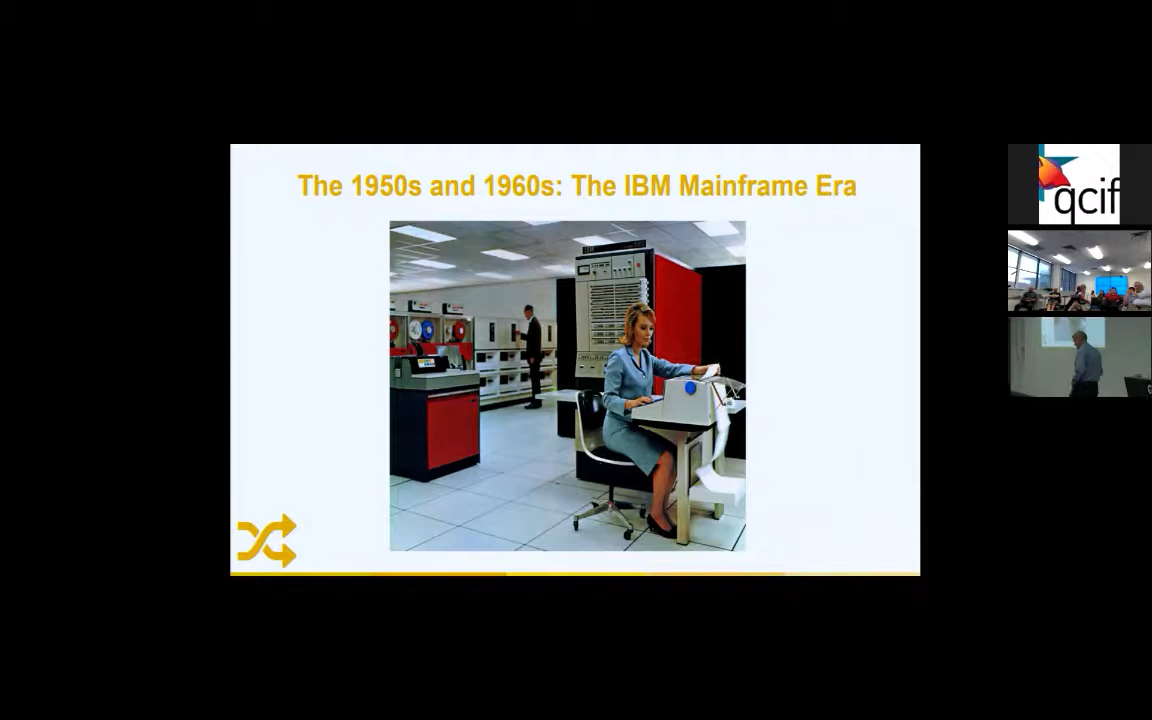 The 1950s and 1960s: The IBM Mainframe Era
qcif